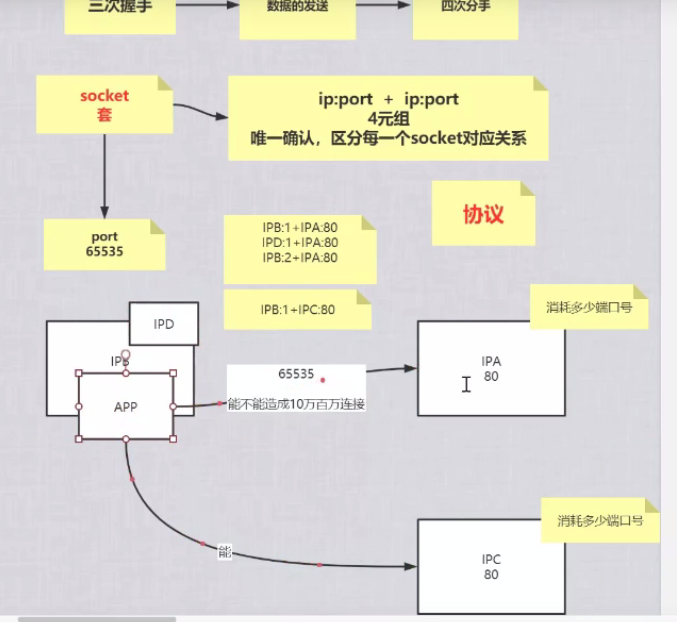 三次握手
数据的发送
四次分手
socket
套
ip:port + ip:port
4元组
唯一确认，区分每一个socket对应关系
协议
port
65535
IPB:1+IPA:80
IPD:1+IPA:80
IPB:2+IPA:80
IPB:1+IPC:80
消耗多少端口号
IPD
IPB
APP
65535
能不能造成10万百万连接
IPA
80
能
消耗多少端口号
IPC
80